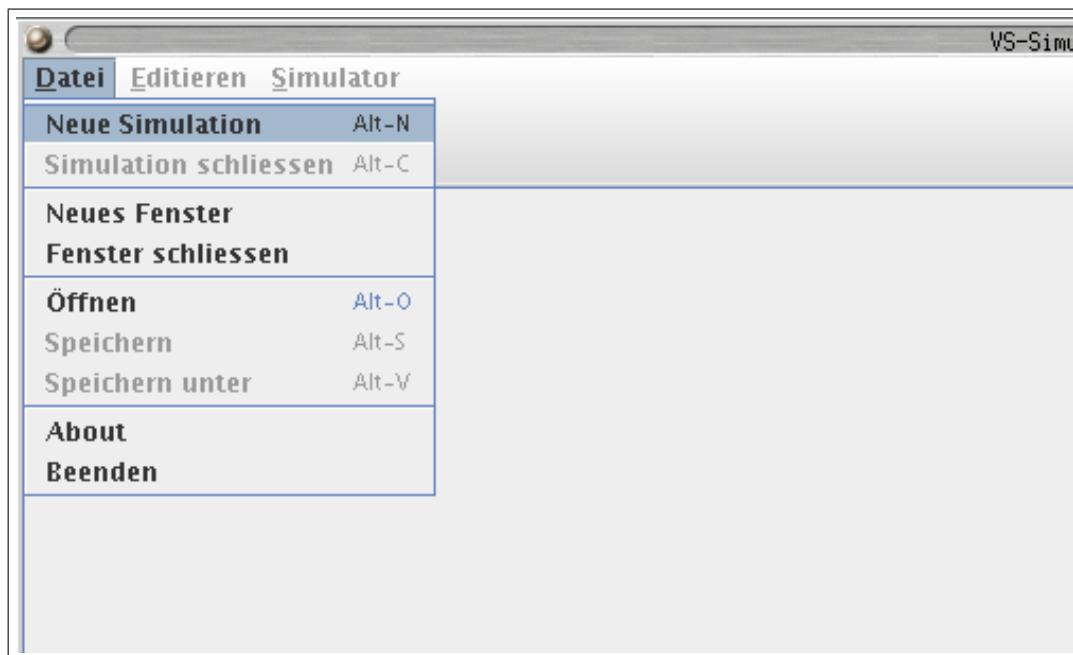 VS-Simu
Datei Editieren Simulator
Neue Simulation Alt-N
Simulation schliessen Alt-C
Neues Fenster
Fenster schliessen
Öffnen Alt-O
Speichern Alt-S
Speichern unter Alt-V
About
Beenden